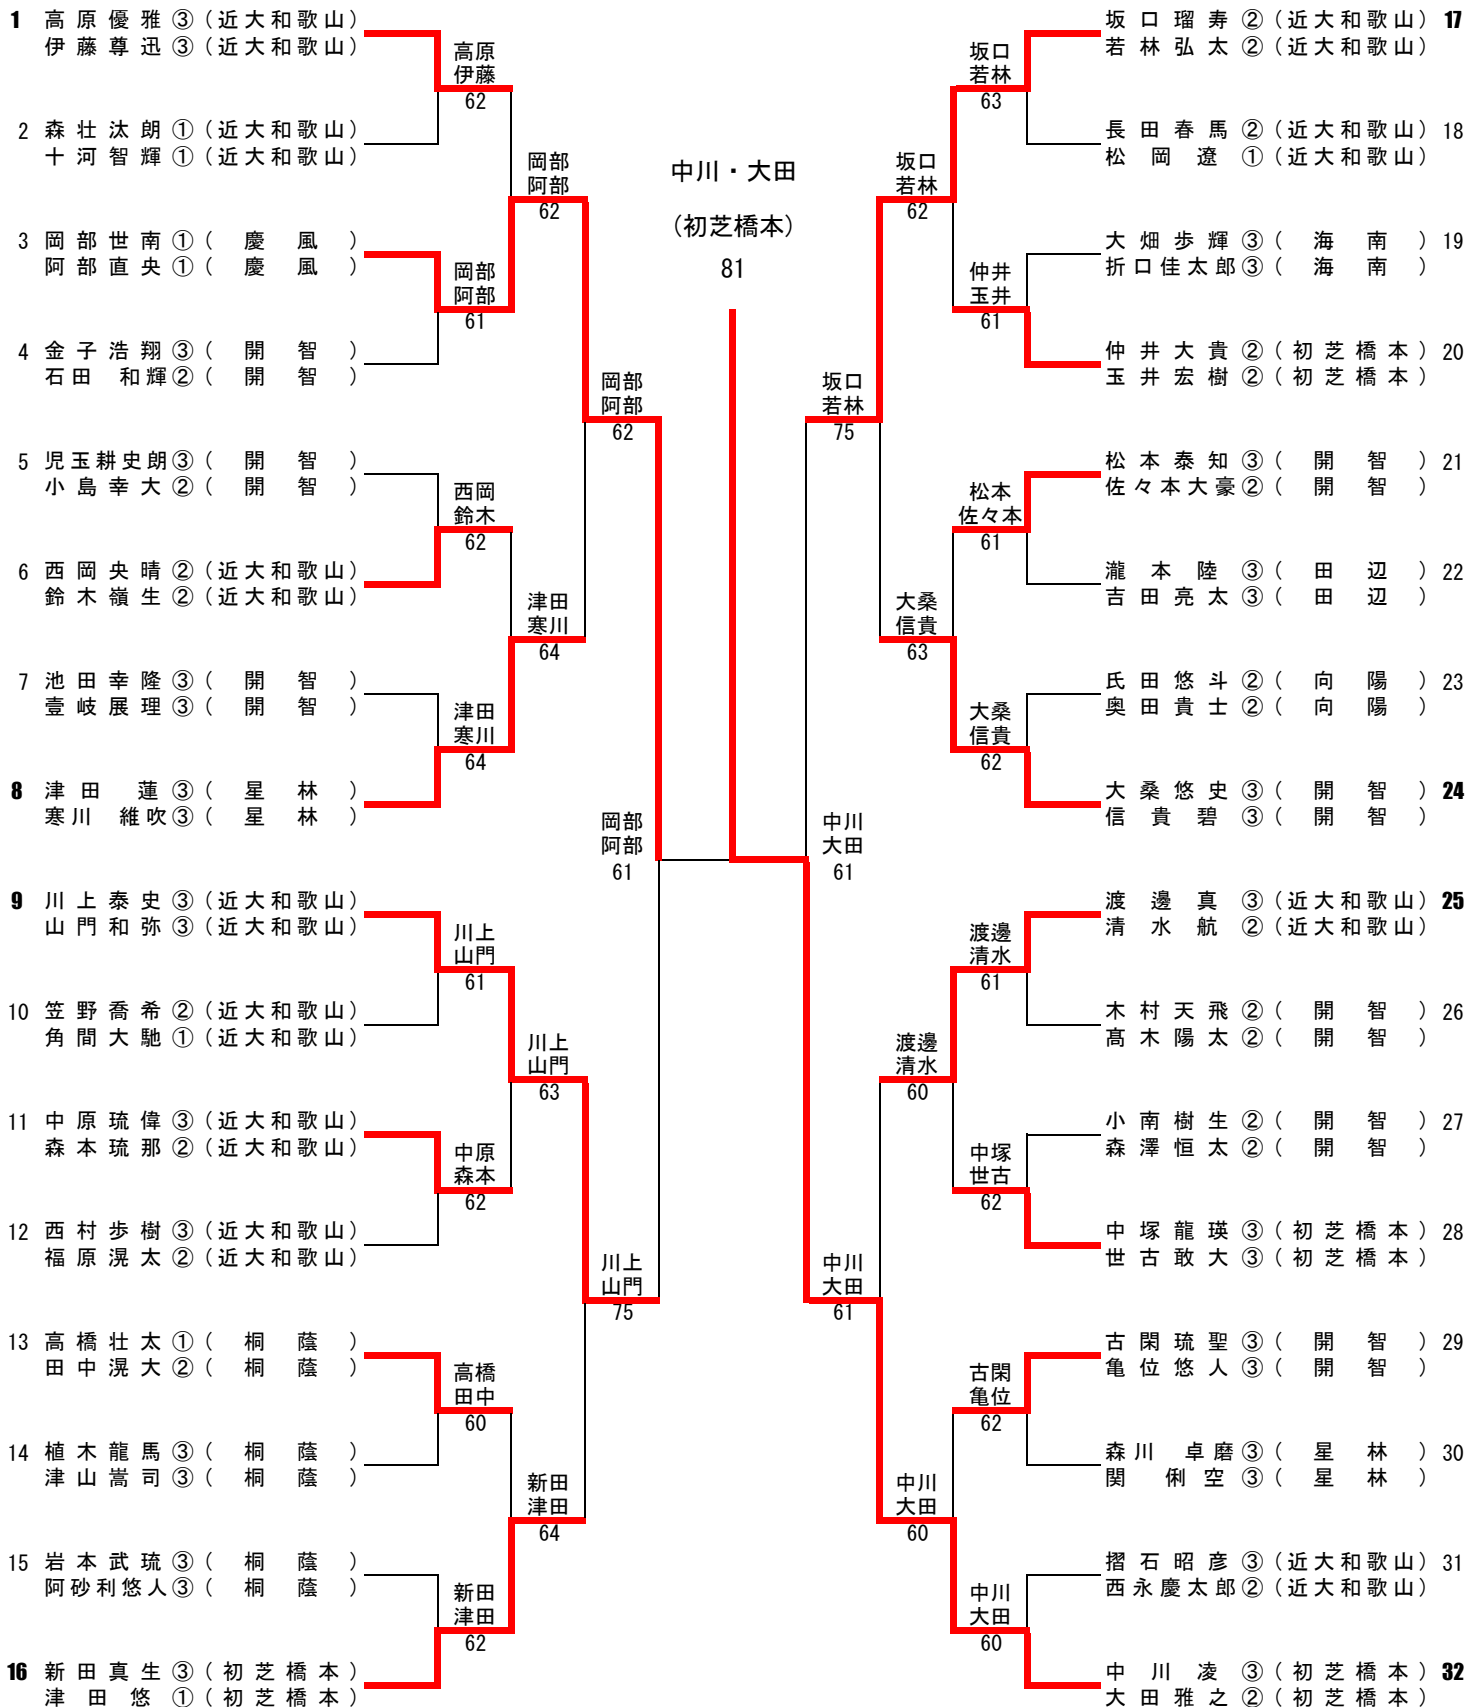 1 高原優雅③(近大和歌山)
伊藤尊迅③(近大和歌山)
2 森壮汰朗①(近大和歌山)
十河智輝①(近大和歌山)
3 岡部世南①(慶風)
阿部直央①(慶風)
4 金子浩翔③(開智)
石田 和輝②(開智)
5 児玉耕史朗③(開智)
小島幸大②(開智)
6 西岡央晴②(近大和歌山)
鈴木嶺生②(近大和歌山)
7 池田幸隆③(開智)
壹岐展理③(開智)
8 津田 蓮③(星林)
寒川 維吹③(星林)
9 川上泰史③(近大和歌山)
山門和弥③(近大和歌山)
10 笠野喬希②(近大和歌山)
角間大馳①(近大和歌山)
11 中原琉偉③(近大和歌山)
森本琉那②(近大和歌山)
12 西村歩樹③(近大和歌山)
福原滉太②(近大和歌山)
13 高橋壮太①(桐蔭)
田中滉大②(桐蔭)
14 植木龍馬③(桐蔭)
津山嵩司③(桐蔭)
15 岩本武琉③(桐蔭)
阿砂利悠人③(桐蔭)
16 新田真生③(初芝橋本)
津田悠①(初芝橋本)
高原
伊藤
62
岡部
阿部
61
西岡
鈴木
62
津田
寒川
64
川上
山門
61
中原
森本
62
高橋
田中
60
新田
津田
62
岡部
阿部
62
津田
寒川
64
川上
山門
63
新田
津田
64
岡部
阿部
62
川上
山門
75
岡部
阿部
61
中川・大田
(初芝橋本)
81
中川
大田
61
坂口
若林
75
中川
大田
61
坂口
若林
62
大桑
信貴
63
渡邊
清水
60
中川
大田
60
坂口
若林
63
仲井
玉井
61
松本
佐々本
61
大桑
信貴
62
渡邊
清水
61
中塚
世古
62
古閑
亀位
62
中川
大田
60
坂口瑠寿②(近大和歌山) 17
若林弘太②(近大和歌山)
長田春馬②(近大和歌山) 18
松岡遼①(近大和歌山)
大畑歩輝③(海南) 19
折口佳太郎③(海南)
仲井大貴②(初芝橋本) 20
玉井宏樹②(初芝橋本)
松本泰知③(開智) 21
佐々本大豪②(開智)
瀧本陸③(田辺) 22
吉田亮太③(田辺)
氏田悠斗②(向陽) 23
奥田貴士②(向陽)
大桑悠史③(開智) 24
信貴碧③(開智)
渡邊真③(近大和歌山) 25
清水航②(近大和歌山)
木村天飛②(開智) 26
髙木陽太②(開智)
小南樹生②(開智) 27
森澤恒太②(開智)
中塚龍瑛③(初芝橋本) 28
世古敢大③(初芝橋本)
古閑琉聖③(開智) 29
亀位悠人③(開智)
森川 卓磨③(星林) 30
関 俐空③(星林)
摺石昭彦③(近大和歌山) 31
西永慶太郎②(近大和歌山)
中川凌③(初芝橋本) 32
大田雅之②(初芝橋本)